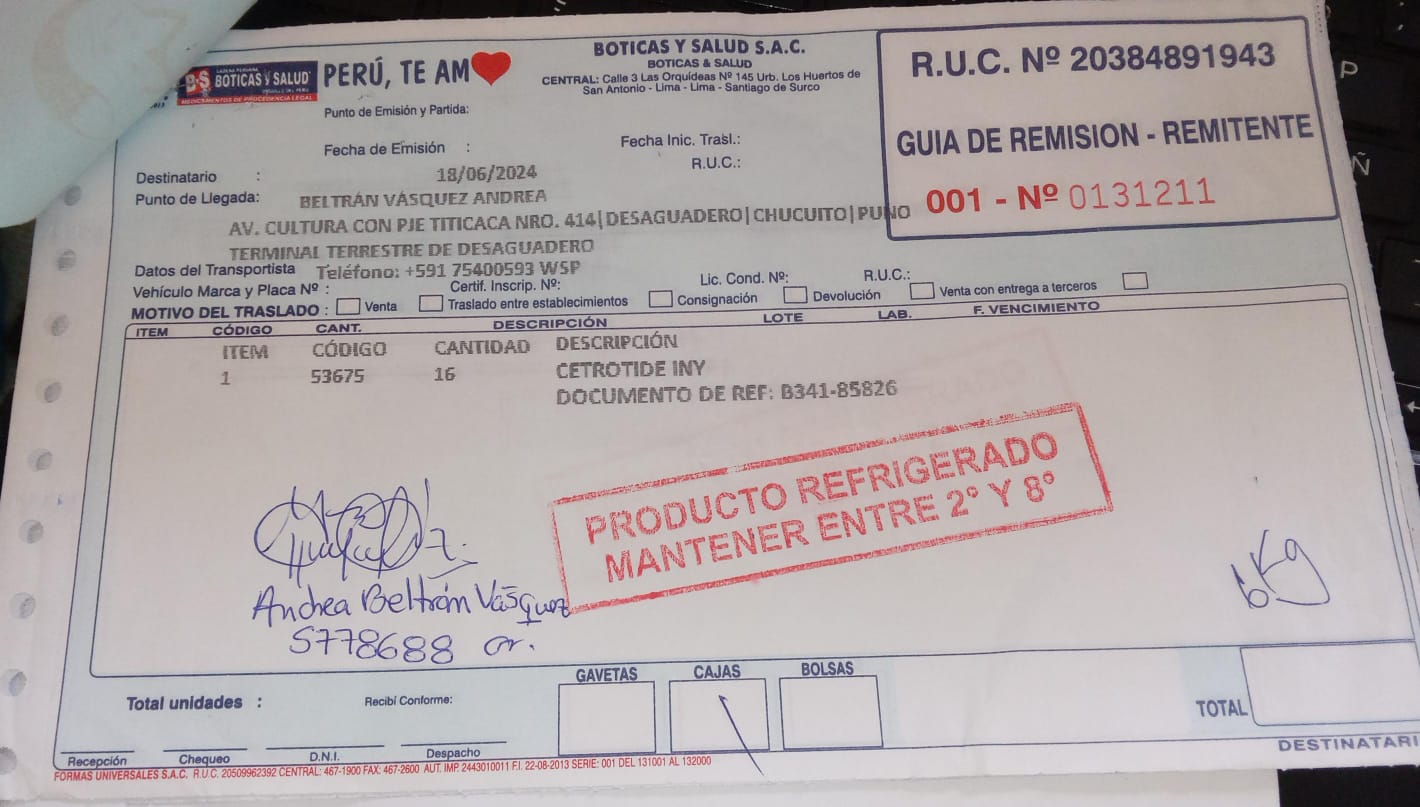 BOTICAS Y SALUD
MEDICAMENTOS DE PROCEDENCIA LEGAL
PERÚ, TE AM
BOTICAS Y SALUD S.A.C.
BOTICAS & SALUD
CENTRAL: Calle 3 Las Orquídeas Nº 145 Urb. Los Huertos de
San Antonio - Lima - Lima - Santiago de Surco
R.U.C. Nº 20384891943
GUIA DE REMISION - REMITENTE
001 - Nº 0131211
Punto de Emisión y Partida:
Fecha de Emisión :
Fecha Inic. Trasl.:
R.U.C.:
Destinatario : 18/06/2024
Punto de Llegada: BELTRÁN VÁSQUEZ ANDREA
AV. CULTURA CON PJE TITICACA NRO. 414|DESAGUADERO|CHUCUITO|PUNO
TERMINAL TERRESTRE DE DESAGUADERO
Datos del Transportista Teléfono: +591 75400593 WSP
Vehículo Marca y Placa Nº : Certif. Inscrip. Nº: Lic. Cond. Nº: R.U.C.:
MOTIVO DEL TRASLADO : Venta Traslado entre establecimientos Consignación Devolución Venta con entrega a terceros
ITEM CÓDIGO CANT. DESCRIPCIÓN LOTE LAB. F. VENCIMIENTO
ITEM CÓDIGO CANTIDAD DESCRIPCIÓN
1 53675 16 CETROTIDE INY
DOCUMENTO DE REF: B341-85826
PRODUCTO REFRIGERADO
MANTENER ENTRE 2° Y 8°
Andrea Beltrán Vásquez
5778688 or.
6Kg
GAVETAS CAJAS BOLSAS
Total unidades : Recibí Conforme:
TOTAL
Recepción Chequeo D.N.I. Despacho
DESTINATARI
FORMAS UNIVERSALES S.A.C. R.U.C. 20509962392 CENTRAL: 467-1900 FAX: 467-2600 AUT. IMP. 2443010011 F.I. 22-08-2013 SERIE: 001 DEL 131001 AL 132000
P
Ñ